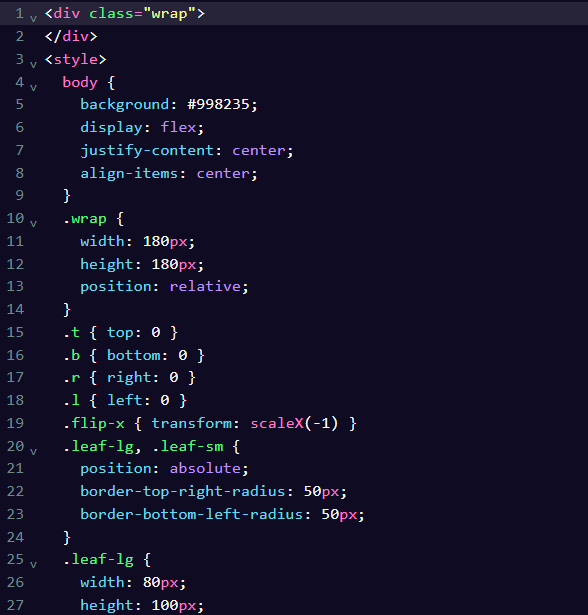 1 <div class="wrap">
2 </div>
3 <style>
4 body {
5 background: #998235;
6 display: flex;
7 justify-content: center;
8 align-items: center;
9 }
10 .wrap {
11 width: 180px;
12 height: 180px;
13 position: relative;
14 }
15 .t { top: 0 }
16 .b { bottom: 0 }
17 .r { right: 0 }
18 .l { left: 0 }
19 .flip-x { transform: scaleX(-1) }
20 .leaf-lg, .leaf-sm {
21 position: absolute;
22 border-top-right-radius: 50px;
23 border-bottom-left-radius: 50px;
24 }
25 .leaf-lg {
26 width: 80px;
27 height: 100px;